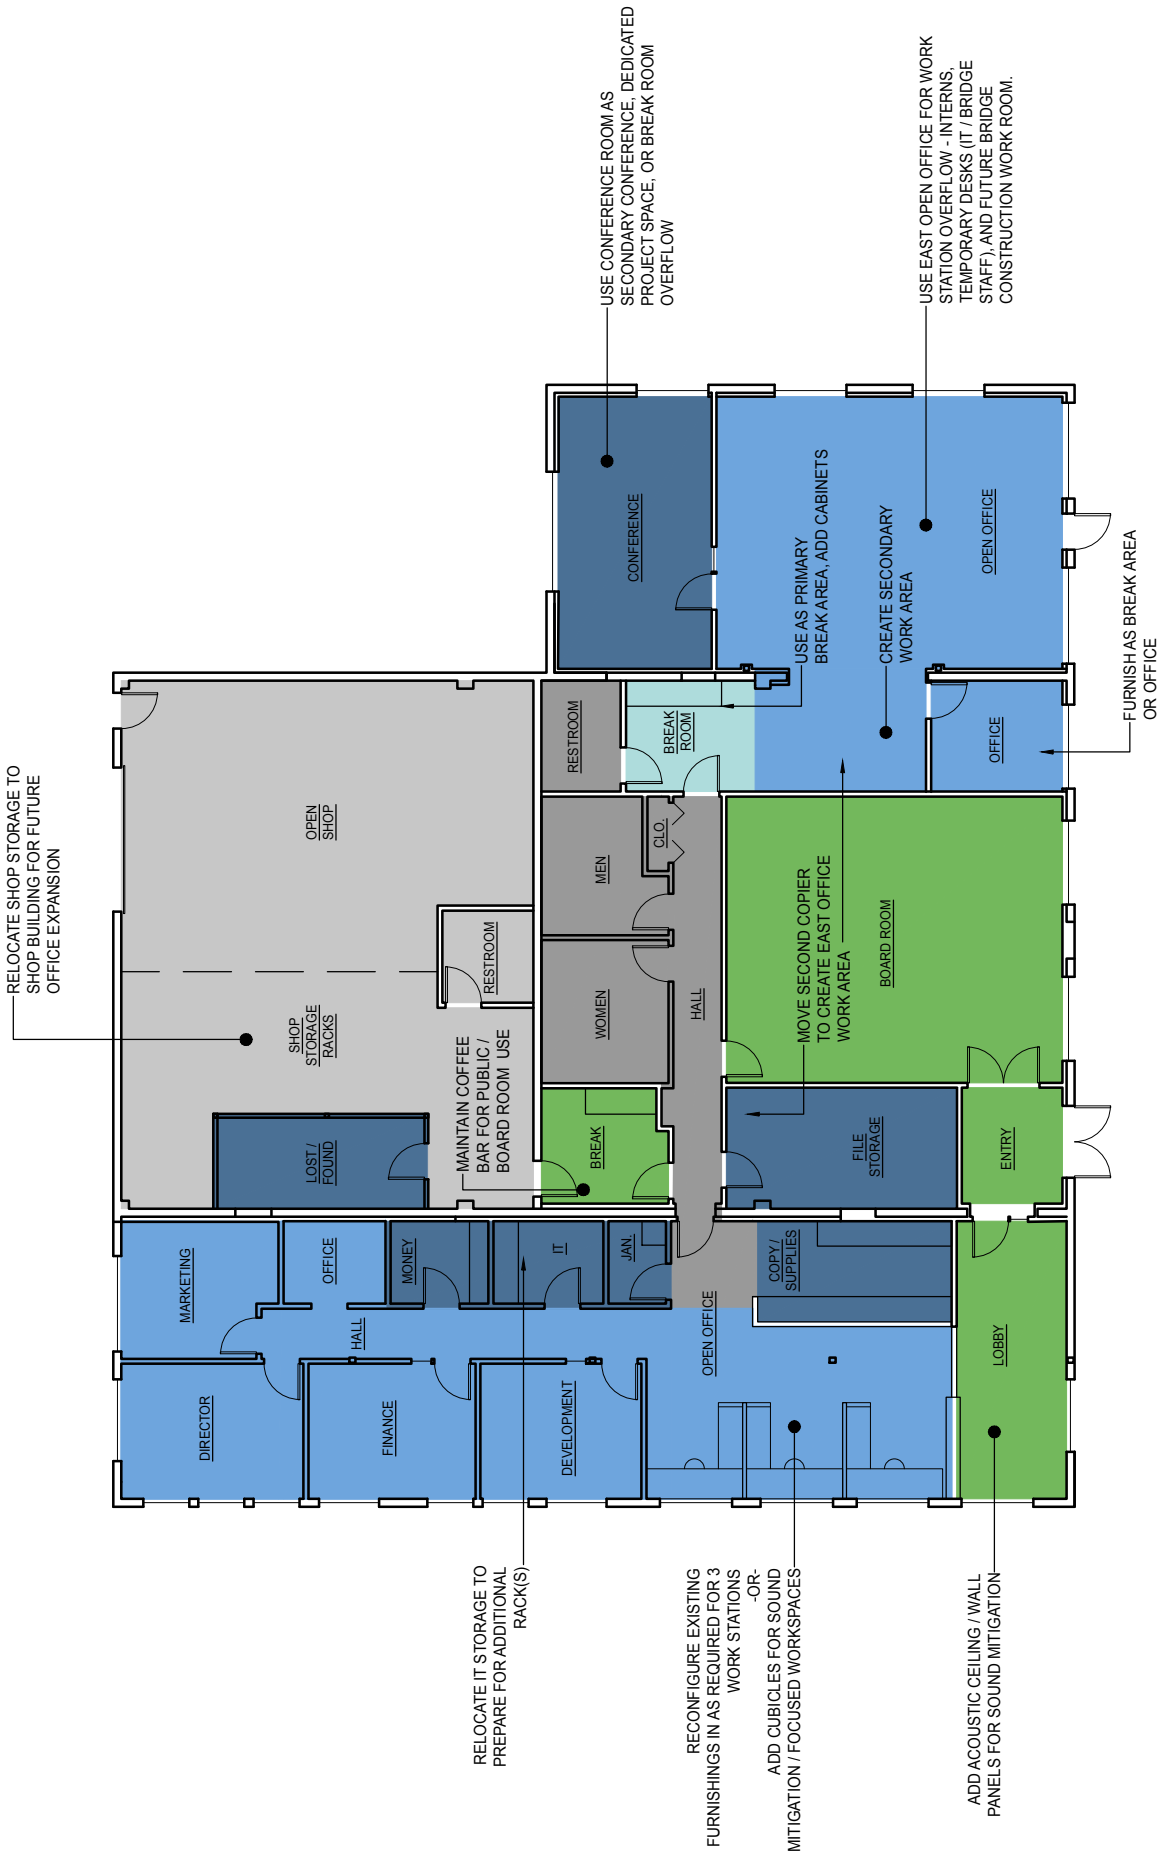 RELOCATE SHOP STORAGE TO
SHOP BUILDING FOR FUTURE
OFFICE EXPANSION
USE CONFERENCE ROOM AS
SECONDARY CONFERENCE, DEDICATED
PROJECT SPACE, OR BREAK ROOM
OVERFLOW
USE EAST OPEN OFFICE FOR WORK
STATION OVERFLOW - INTERNS,
TEMPORARY DESKS (IT / BRIDGE
STAFF), AND FUTURE BRIDGE
CONSTRUCTION WORK ROOM.
MARKETING
OFFICE
MONEY
IT
JAN.
COPY /
SUPPLIES
HALL
OPEN OFFICE
LOBBY
DIRECTOR
FINANCE
DEVELOPMENT
LOST /
FOUND
SHOP
STORAGE
RACKS
OPEN
SHOP
RESTROOM
MAINTAIN COFFEE
BAR FOR PUBLIC /
BOARD ROOM USE
BREAK
WOMEN
MEN
CLO.
RESTROOM
BREAK
ROOM
HALL
FILE
STORAGE
ENTRY
BOARD ROOM
MOVE SECOND COPIER
TO CREATE EAST OFFICE
WORK AREA
CONFERENCE
USE AS PRIMARY
BREAK AREA, ADD CABINETS
CREATE SECONDARY
WORK AREA
OPEN OFFICE
OFFICE
FURNISH AS BREAK AREA
OR OFFICE
RELOCATE IT STORAGE TO
PREPARE FOR ADDITIONAL
RACK(S)
RECONFIGURE EXISTING
FURNISHINGS IN AS REQUIRED FOR 3
WORK STATIONS
-OR-
ADD CUBICLES FOR SOUND
MITIGATION / FOCUSED WORKSPACES
ADD ACOUSTIC CEILING / WALL
PANELS FOR SOUND MITIGATION